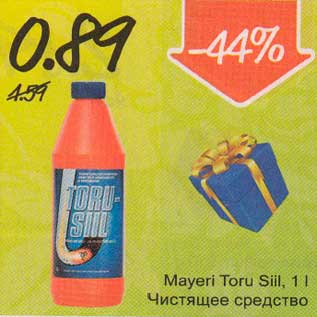 0.89
1.59
-44%
TORU-
SIIL
Mayeri Toru Siil, 1 l
Чистящее средство